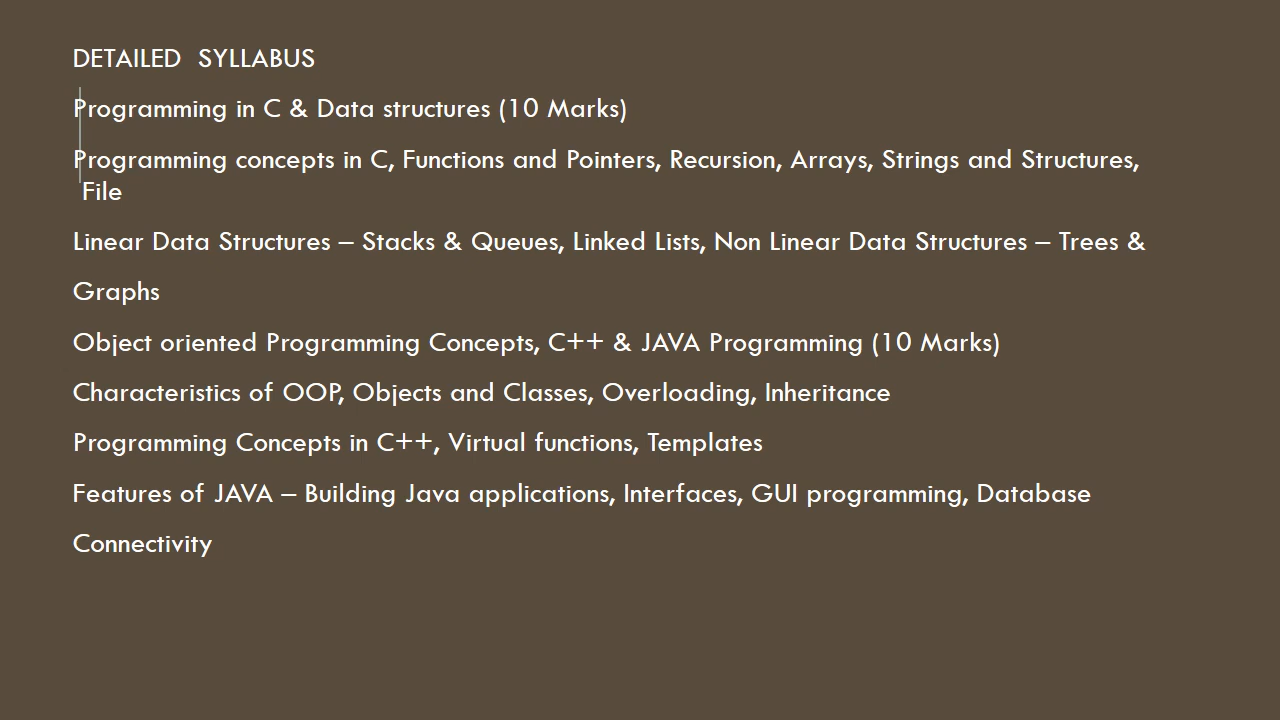 DETAILED SYLLABUS
Programming in C & Data structures (10 Marks)
Programming concepts in C, Functions and Pointers, Recursion, Arrays, Strings and Structures,
File
Linear Data Structures – Stacks & Queues, Linked Lists, Non Linear Data Structures – Trees &
Graphs
Object oriented Programming Concepts, C++ & JAVA Programming (10 Marks)
Characteristics of OOP, Objects and Classes, Overloading, Inheritance
Programming Concepts in C++, Virtual functions, Templates
Features of JAVA – Building Java applications, Interfaces, GUI programming, Database
Connectivity